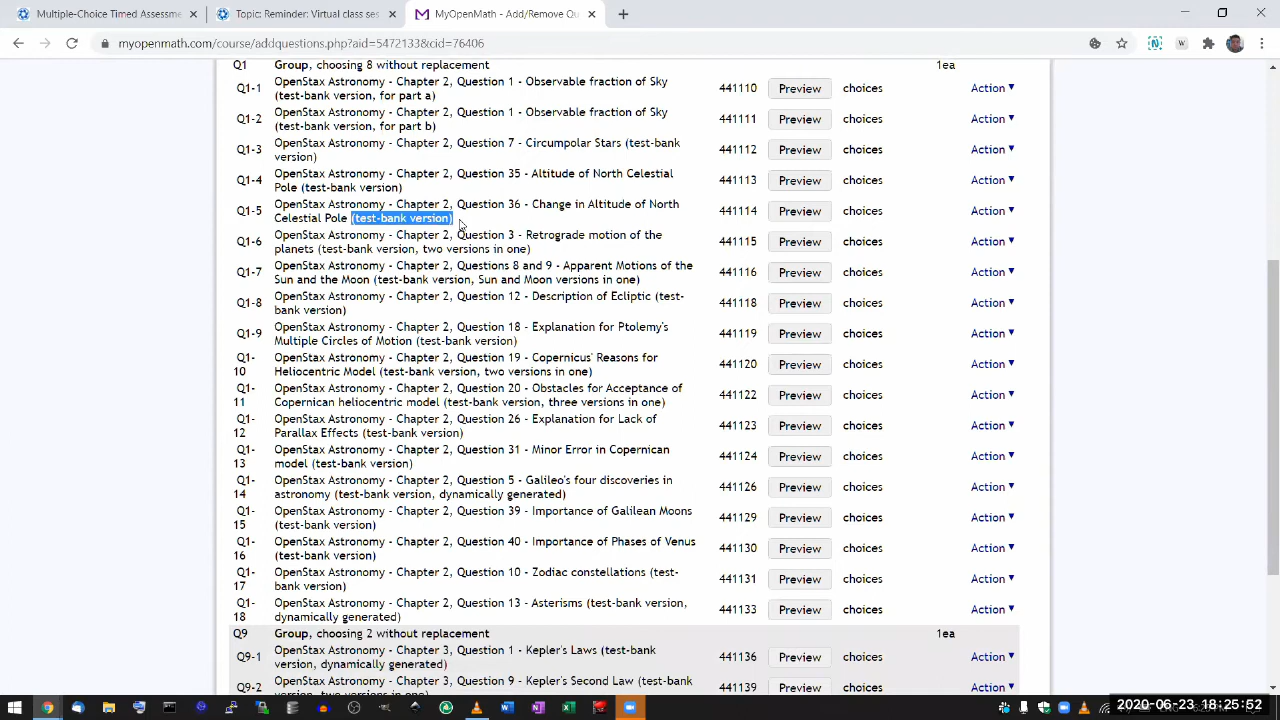 Multiple-Choice Timed Assessme
Topic: Reminder: Virtual class ses
MyOpenMath - Add/Remove Qu
myopenmath.com/course/addquestions.php?aid=5472133&cid=76406
Q1 Group, choosing 8 without replacement 1ea
Q1-1 OpenStax Astronomy - Chapter 2, Question 1 - Observable fraction of Sky
(test-bank version, for part a) 441110 Preview choices Action
Q1-2 OpenStax Astronomy - Chapter 2, Question 1 - Observable fraction of Sky
(test-bank version, for part b) 441111 Preview choices Action
Q1-3 OpenStax Astronomy - Chapter 2, Question 7 - Circumpolar Stars (test-bank
version) 441112 Preview choices Action
Q1-4 OpenStax Astronomy - Chapter 2, Question 35 - Altitude of North Celestial
Pole (test-bank version) 441113 Preview choices Action
Q1-5 OpenStax Astronomy - Chapter 2, Question 36 - Change in Altitude of North
Celestial Pole (test-bank version) 441114 Preview choices Action
Q1-6 OpenStax Astronomy - Chapter 2, Question 3 - Retrograde motion of the
planets (test-bank version, two versions in one) 441115 Preview choices Action
Q1-7 OpenStax Astronomy - Chapter 2, Questions 8 and 9 - Apparent Motions of the
Sun and the Moon (test-bank version, Sun and Moon versions in one) 441116 Preview choices Action
Q1-8 OpenStax Astronomy - Chapter 2, Question 12 - Description of Ecliptic (test-
bank version) 441118 Preview choices Action
Q1-9 OpenStax Astronomy - Chapter 2, Question 18 - Explanation for Ptolemy's
Multiple Circles of Motion (test-bank version) 441119 Preview choices Action
Q1- OpenStax Astronomy - Chapter 2, Question 19 - Copernicus' Reasons for
10 Heliocentric Model (test-bank version, two versions in one) 441120 Preview choices Action
Q1- OpenStax Astronomy - Chapter 2, Question 20 - Obstacles for Acceptance of
11 Copernican heliocentric model (test-bank version, three versions in one) 441122 Preview choices Action
Q1- OpenStax Astronomy - Chapter 2, Question 26 - Explanation for Lack of
12 Parallax Effects (test-bank version) 441123 Preview choices Action
Q1- OpenStax Astronomy - Chapter 2, Question 31 - Minor Error in Copernican
13 model (test-bank version) 441124 Preview choices Action
Q1- OpenStax Astronomy - Chapter 2, Question 5 - Galileo's four discoveries in
14 astronomy (test-bank version, dynamically generated) 441126 Preview choices Action
Q1- OpenStax Astronomy - Chapter 2, Question 39 - Importance of Galilean Moons
15 (test-bank version) 441129 Preview choices Action
Q1- OpenStax Astronomy - Chapter 2, Question 40 - Importance of Phases of Venus
16 (test-bank version) 441130 Preview choices Action
Q1- OpenStax Astronomy - Chapter 2, Question 10 - Zodiac constellations (test-
17 bank version) 441131 Preview choices Action
Q1- OpenStax Astronomy - Chapter 2, Question 13 - Asterisms (test-bank version,
18 dynamically generated) 441133 Preview choices Action
Q9 Group, choosing 2 without replacement 1ea
Q9-1 OpenStax Astronomy - Chapter 3, Question 1 - Kepler's Laws (test-bank
version, dynamically generated) 441136 Preview choices Action
Q9-2 OpenStax Astronomy - Chapter 3, Question 9 - Kepler's Second Law (test-bank
441139 Preview choices Action
2020-06-23 18:25:52